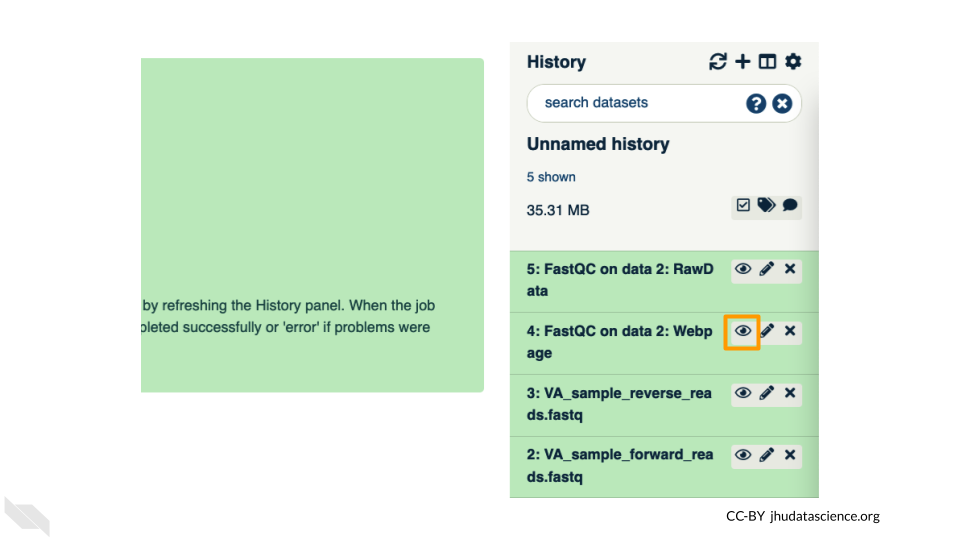 by refreshing the History panel. When the job
pleted successfully or 'error' if problems were
History
search datasets
Unnamed history
5 shown
35.31 MB
5: FastQC on data 2: RawD
ata
4: FastQC on data 2: Webp
age
3: VA_sample_reverse_rea
ds.fastq
2: VA_sample_forward_rea
ds.fastq
CC-BY jhudatascience.org